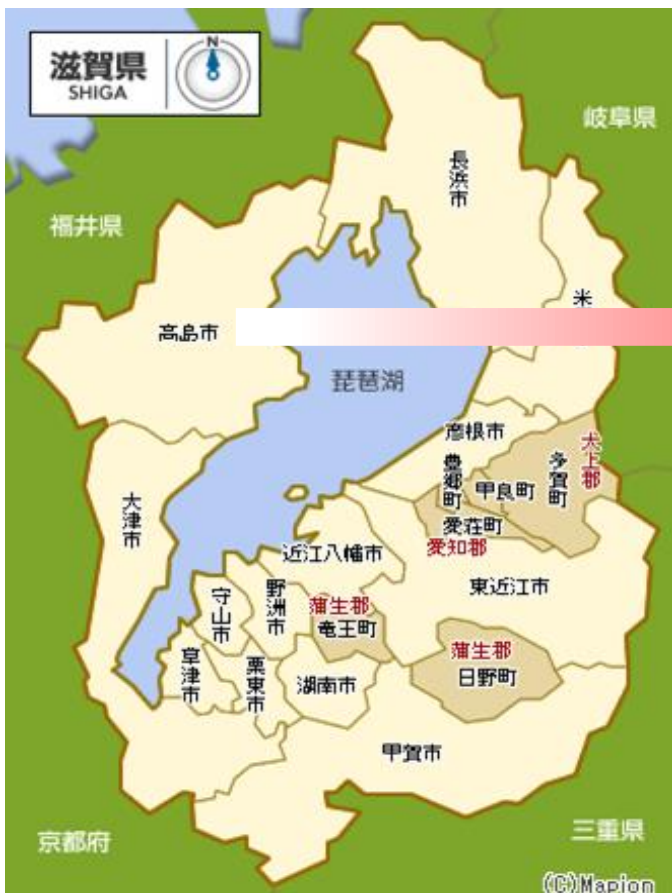 滋賀県
SHIGA
N
岐阜県
福井県
長浜市
米
高島市
琵琶湖
彦根市
犬上郡
多賀町
豊郷町
甲良町
愛荘町
愛知郡
大津市
近江八幡市
東近江市
野洲市
守山市
蒲生郡
竜王町
蒲生郡
日野町
草津市
栗東市
湖南市
甲賀市
京都府
三重県
(C)Mapion